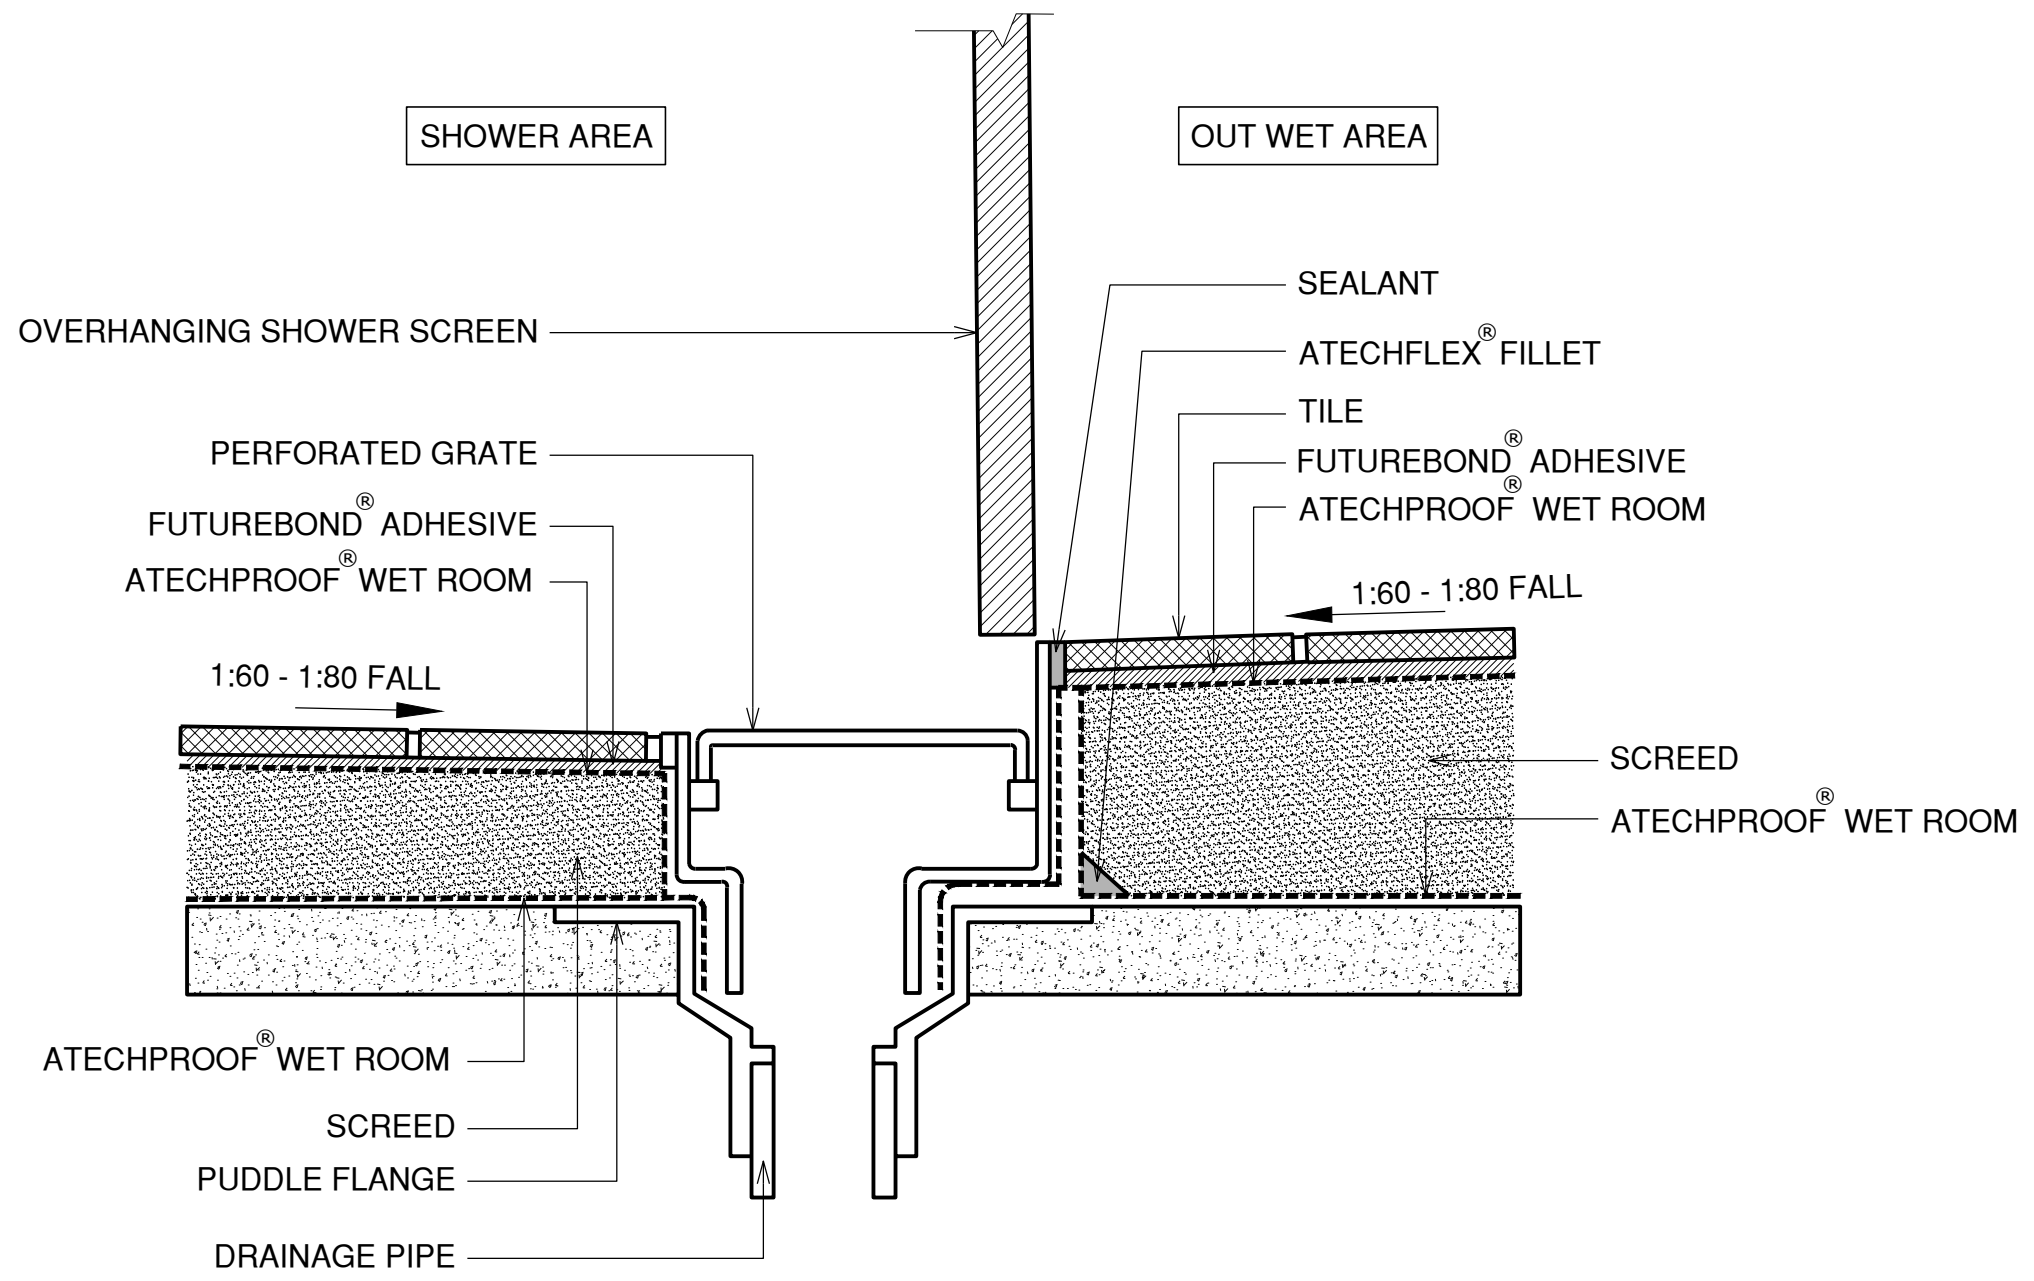 SHOWER AREA
OUT WET AREA
SEALANT
OVERHANGING SHOWER SCREEN
ATECHFLEX® FILLET
TILE
PERFORATED GRATE
FUTUREBOND® ADHESIVE
ATECHPROOF® WET ROOM
FUTUREBOND® ADHESIVE
ATECHPROOF® WET ROOM
1:60 - 1:80 FALL
1:60 - 1:80 FALL
SCREED
ATECHPROOF® WET ROOM
ATECHPROOF® WET ROOM
SCREED
PUDDLE FLANGE
DRAINAGE PIPE